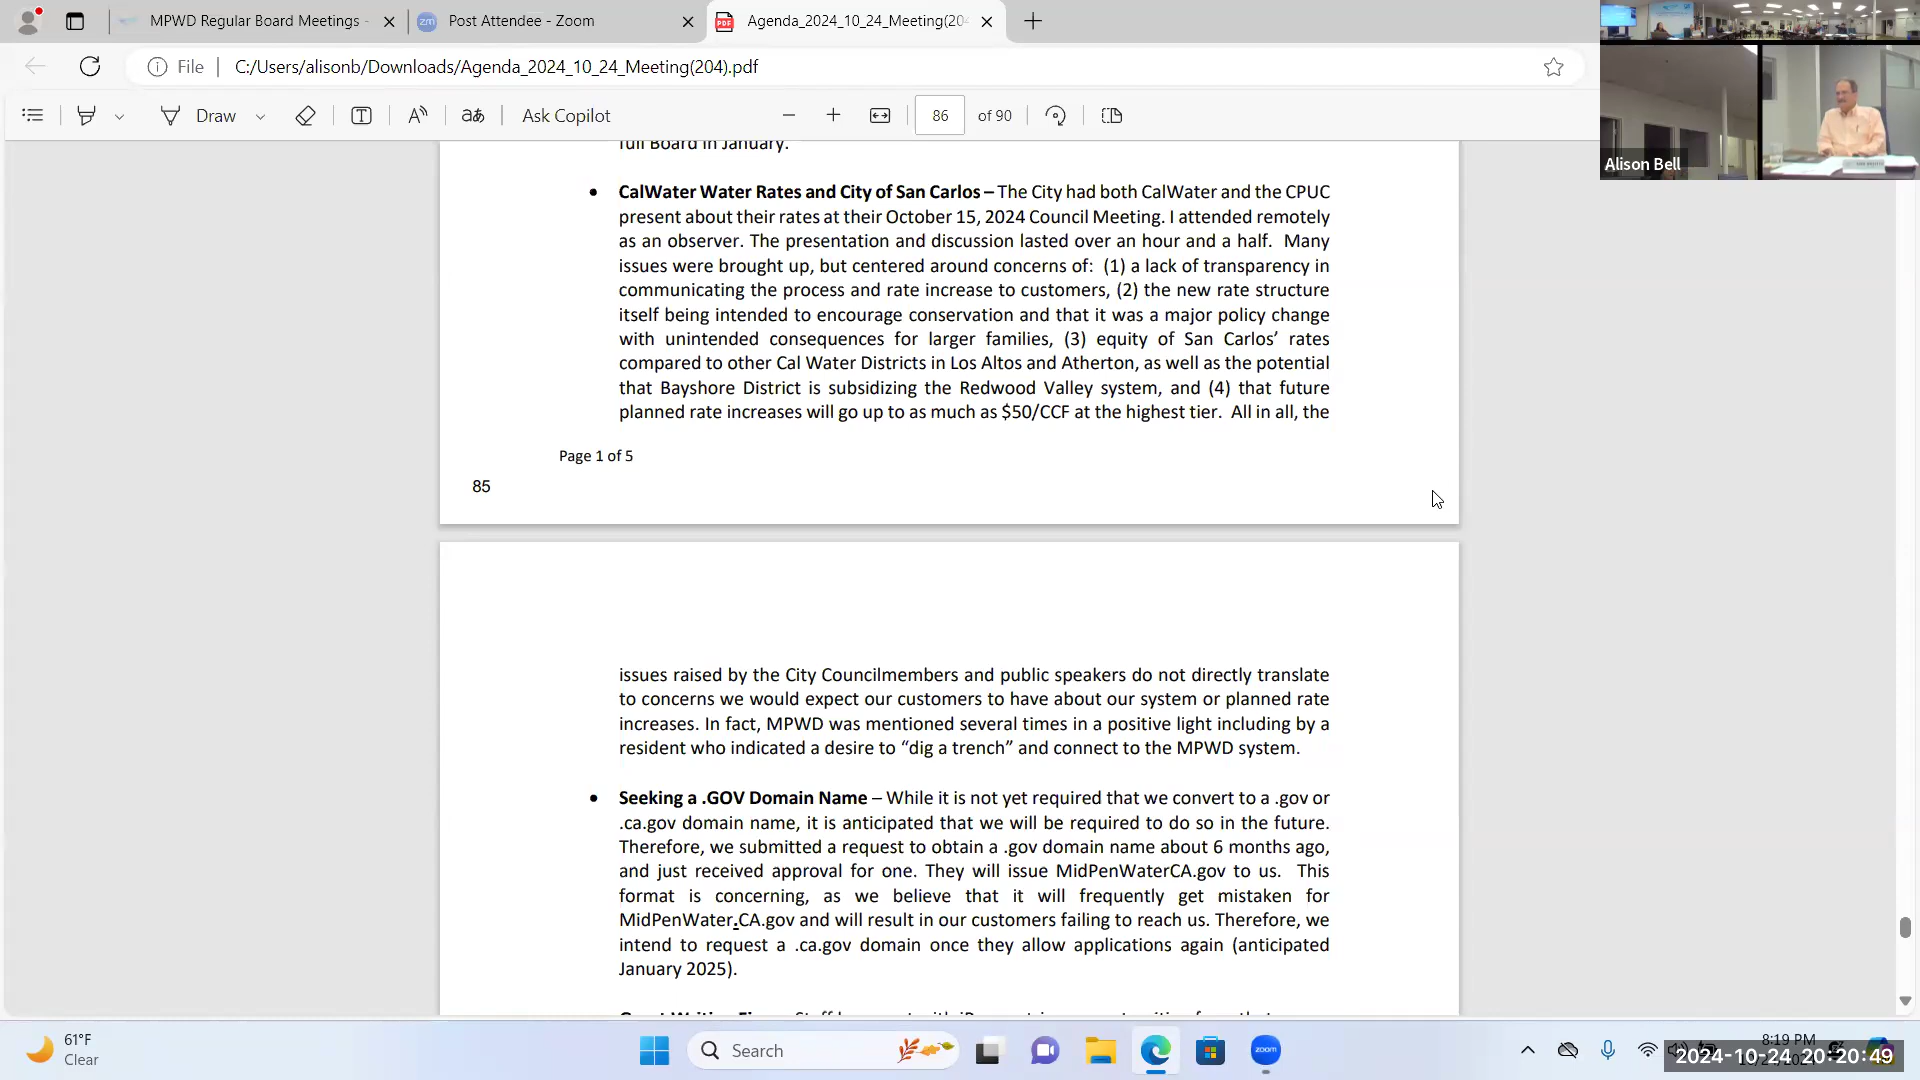 MPWD Regular Board Meetings -
Post Attendee - Zoom
Agenda_2024_10_24_Meeting(204
File
C:/Users/alisonb/Downloads/Agenda_2024_10_24_Meeting(204).pdf
Draw
Ask Copilot
86
of 90
Alison Bell
full Board in January.
• CalWater Water Rates and City of San Carlos – The City had both CalWater and the CPUC
present about their rates at their October 15, 2024 Council Meeting. I attended remotely
as an observer. The presentation and discussion lasted over an hour and a half. Many
issues were brought up, but centered around concerns of: (1) a lack of transparency in
communicating the process and rate increase to customers, (2) the new rate structure
itself being intended to encourage conservation and that it was a major policy change
with unintended consequences for larger families, (3) equity of San Carlos’ rates
compared to other Cal Water Districts in Los Altos and Atherton, as well as the potential
that Bayshore District is subsidizing the Redwood Valley system, and (4) that future
planned rate increases will go up to as much as $50/CCF at the highest tier. All in all, the
Page 1 of 5
85
issues raised by the City Councilmembers and public speakers do not directly translate
to concerns we would expect our customers to have about our system or planned rate
increases. In fact, MPWD was mentioned several times in a positive light including by a
resident who indicated a desire to “dig a trench” and connect to the MPWD system.
• Seeking a .GOV Domain Name – While it is not yet required that we convert to a .gov or
.ca.gov domain name, it is anticipated that we will be required to do so in the future.
Therefore, we submitted a request to obtain a .gov domain name about 6 months ago,
and just received approval for one. They will issue MidPenWaterCA.gov to us. This
format is concerning, as we believe that it will frequently get mistaken for
MidPenWater.CA.gov and will result in our customers failing to reach us. Therefore, we
intend to request a .ca.gov domain once they allow applications again (anticipated
January 2025).
61°F
Clear
Search
zoom
8:19 PM
2024-10-24 20:20:49